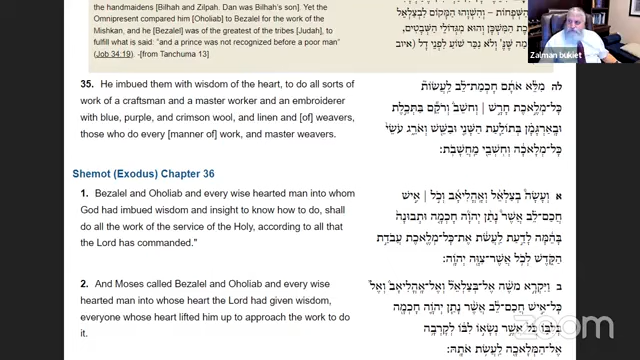 the handmaidens [Bilhah and Zilpah. Dan was Bilhah's son]. Yet the
Omnipresent compared him [Oholiab] to Bezalel for the work of the
Mishkan, and he [Bezalel] was of the greatest of the tribes [Judah], to
fulfill what is said: "and a prince was not recognized before a poor man"
(Job 34:19). -[from Tanchuma 13]
הַשְּׁפָחוֹת – וְהִשְׁוָהוּ הַמָּקוֹם לִבְצַלְאֵל
לִמְלֶאכֶת הַמִּשְׁכָּן וְהוּא מִגְּדוֹלֵי הַשְּׁבָטִים,
שֶׁנֶּ' וְלֹא נִכַּר שׁוֹעַ לִפְנֵי דָל (איוב
35. He imbued them with wisdom of the heart, to do all sorts of
work of a craftsman and a master worker and an embroiderer
with blue, purple, and crimson wool, and linen and [of] weavers,
those who do every [manner of] work, and master weavers.
לה מִלֵּא אֹתָם חָכְמַת־לֵב לַעֲשׂוֹת
כָּל־מְלֶאכֶת חָרָשׁ | וְחֹשֵׁב וְרֹקֵם בַּתְּכֵלֶת
וּבָאַרְגָּמָן בְּתוֹלַעַת הַשָּׁנִי וּבַשֵּׁשׁ וְאֹרֵג עֹשֵׂי
כָּל־מְלָאכָה וְחֹשְׁבֵי מַחֲשָׁבֹת:
Shemot (Exodus) Chapter 36
1. Bezalel and Oholiab and every wise hearted man into whom
God had imbued wisdom and insight to know how to do, shall
do all the work of the service of the Holy, according to all that
the Lord has commanded."
א וְעָשָׂה בְצַלְאֵל וְאָהֳלִיאָב וְכֹל | אִישׁ
חֲכַם־לֵב אֲשֶׁר נָתַן יְהֹוָה חָכְמָה וּתְבוּנָה
בָּהֵמָּה לָדַעַת לַעֲשֹׂת אֶת־כָּל־מְלֶאכֶת עֲבֹדַת
הַקֹּדֶשׁ לְכֹל אֲשֶׁר־צִוָּה יְהֹוָה:
2. And Moses called Bezalel and Oholiab and every wise
hearted man into whose heart the Lord had given wisdom,
everyone whose heart lifted him up to approach the work to do
it.
ב וַיִּקְרָא מֹשֶׁה אֶל־בְּצַלְאֵל וְאֶל־אָהֳלִיאָב וְאֶל
כָּל־אִישׁ חֲכַם־לֵב אֲשֶׁר נָתַן יְהֹוָה חָכְמָה
בְּלִבּוֹ כֹּל אֲשֶׁר נְשָׂאוֹ לִבּוֹ לְקָרְבָה
אֶל־הַמְּלָאכָה לַעֲשֹׂת אֹתָהּ:
Zalman bukiet
zoom